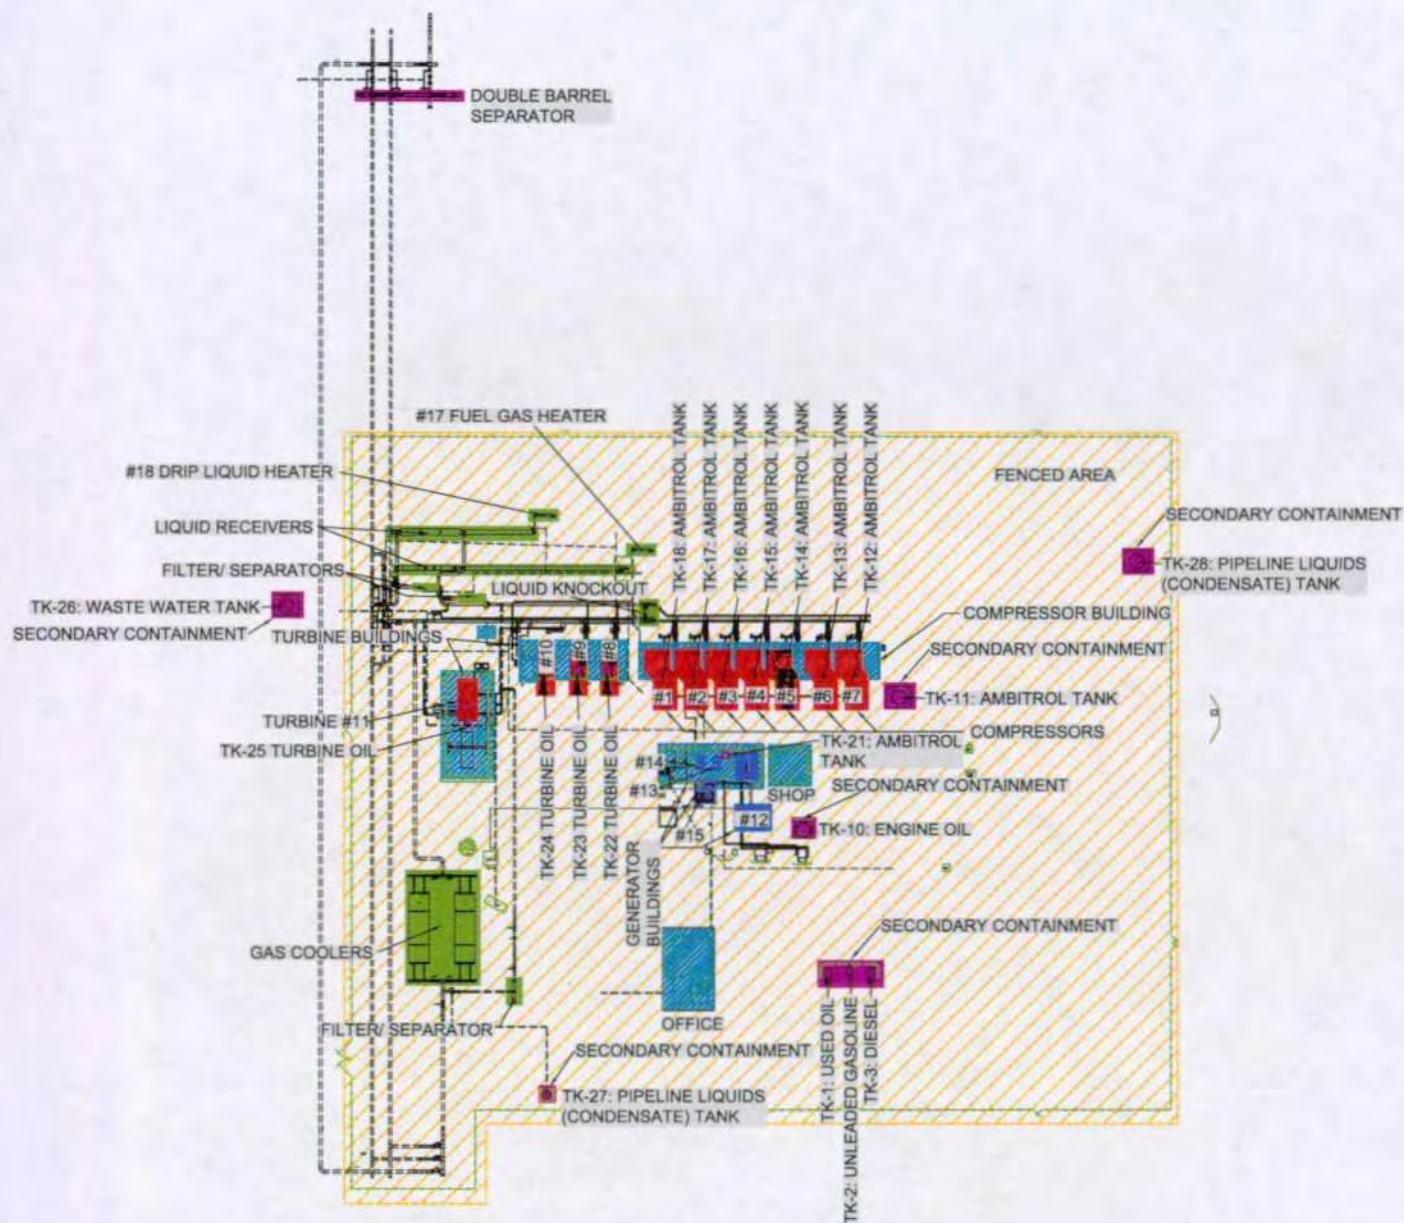 DOUBLE BARREL
SEPARATOR
#17 FUEL GAS HEATER
#18 DRIP LIQUID HEATER
LIQUID RECEIVERS
FILTER/ SEPARATORS
LIQUID KNOCKOUT
TK-26: WASTE WATER TANK
SECONDARY CONTAINMENT
TURBINE BUILDINGS
TK-18: AMBITROL TANK
TK-17: AMBITROL TANK
TK-16: AMBITROL TANK
TK-15: AMBITROL TANK
TK-14: AMBITROL TANK
TK-13: AMBITROL TANK
TK-12: AMBITROL TANK
FENCED AREA
SECONDARY CONTAINMENT
TK-28: PIPELINE LIQUIDS
(CONDENSATE) TANK
COMPRESSOR BUILDING
SECONDARY CONTAINMENT
TK-11: AMBITROL TANK
COMPRESSORS
#10
#9
#8
#1
#2
#3
#4
#5
#6
#7
TURBINE #11
TK-25 TURBINE OIL
TK-24 TURBINE OIL
TK-23 TURBINE OIL
TK-22 TURBINE OIL
#14
#13
#15
#12
TK-21: AMBITROL
TANK
SHOP
SECONDARY CONTAINMENT
TK-10: ENGINE OIL
GENERATOR
BUILDINGS
GAS COOLERS
SECONDARY CONTAINMENT
OFFICE
FILTER/ SEPARATOR
TK-1: USED OIL
TK-2: UNLEADED GASOLINE
TK-3: DIESEL
SECONDARY CONTAINMENT
TK-27: PIPELINE LIQUIDS
(CONDENSATE) TANK